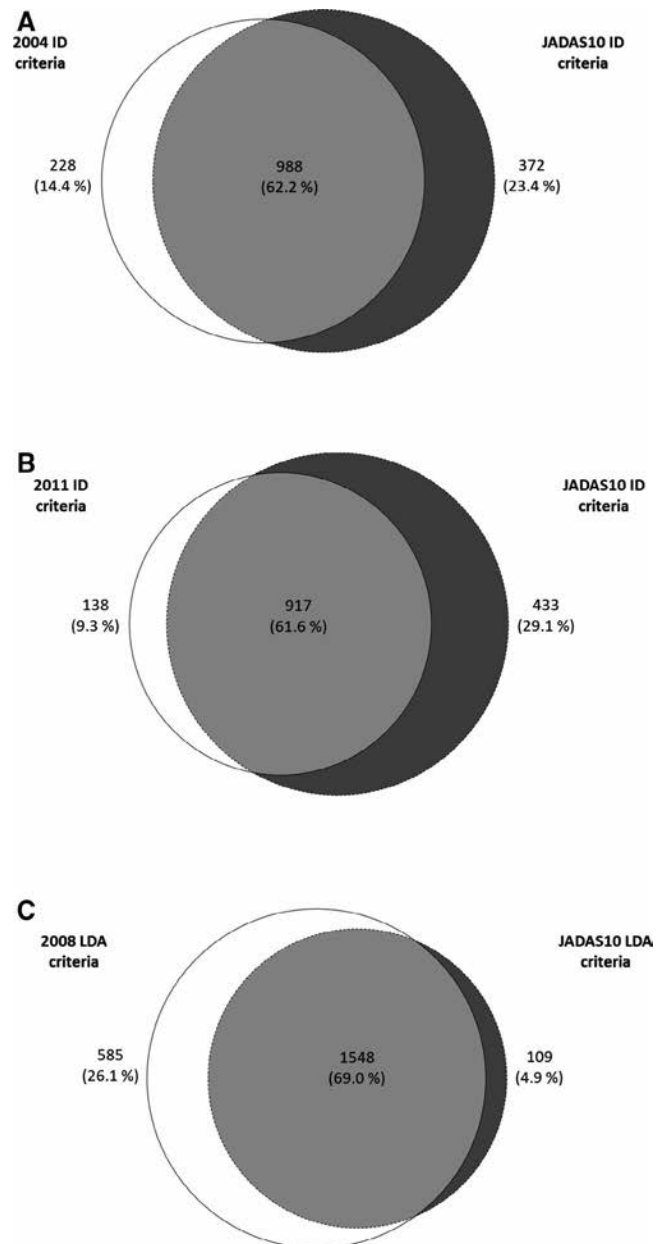 A
2004 ID
criteria
JADAS10 ID
criteria
228
(14.4 %)
988
(62.2 %)
372
(23.4 %)
B
2011 ID
criteria
JADAS10 ID
criteria
138
(9.3 %)
917
(61.6 %)
433
(29.1 %)
C
2008 LDA
criteria
JADAS10 LDA
criteria
585
(26.1 %)
1548
(69.0 %)
109
(4.9 %)